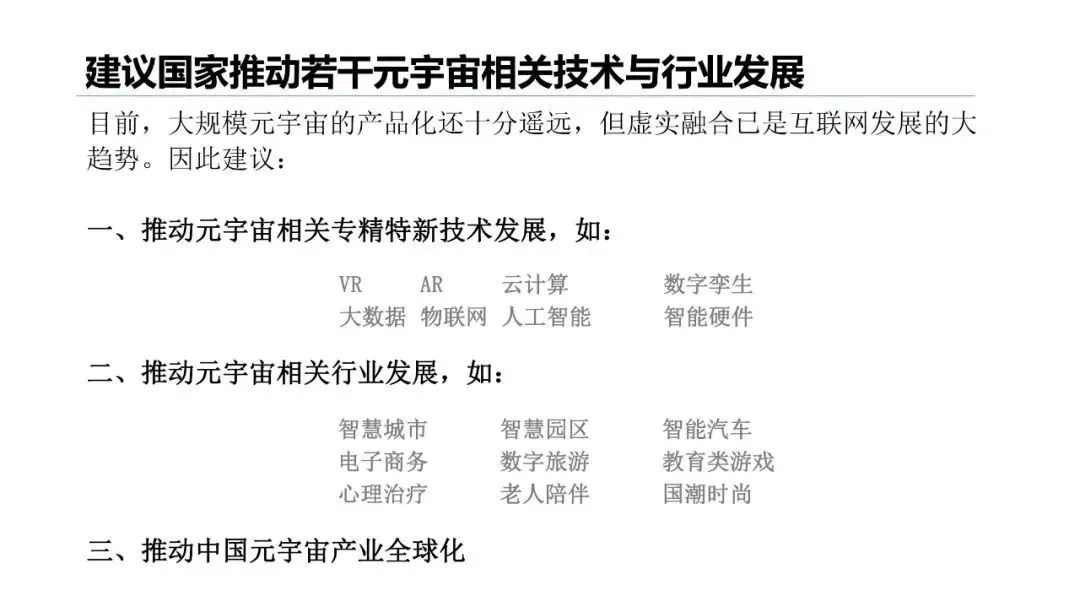 建议国家推动若干元宇宙相关技术与行业发展
目前，大规模元宇宙的产品化还十分遥远，但虚实融合已是互联网发展的大
趋势。因此建议：
一、推动元宇宙相关专精特新技术发展，如：
VR AR 云计算 数字孪生
大数据 物联网 人工智能 智能硬件
二、推动元宇宙相关行业发展，如：
智慧城市 智慧园区 智能汽车
电子商务 数字旅游 教育类游戏
心理治疗 老人陪伴 国潮时尚
三、推动中国元宇宙产业全球化